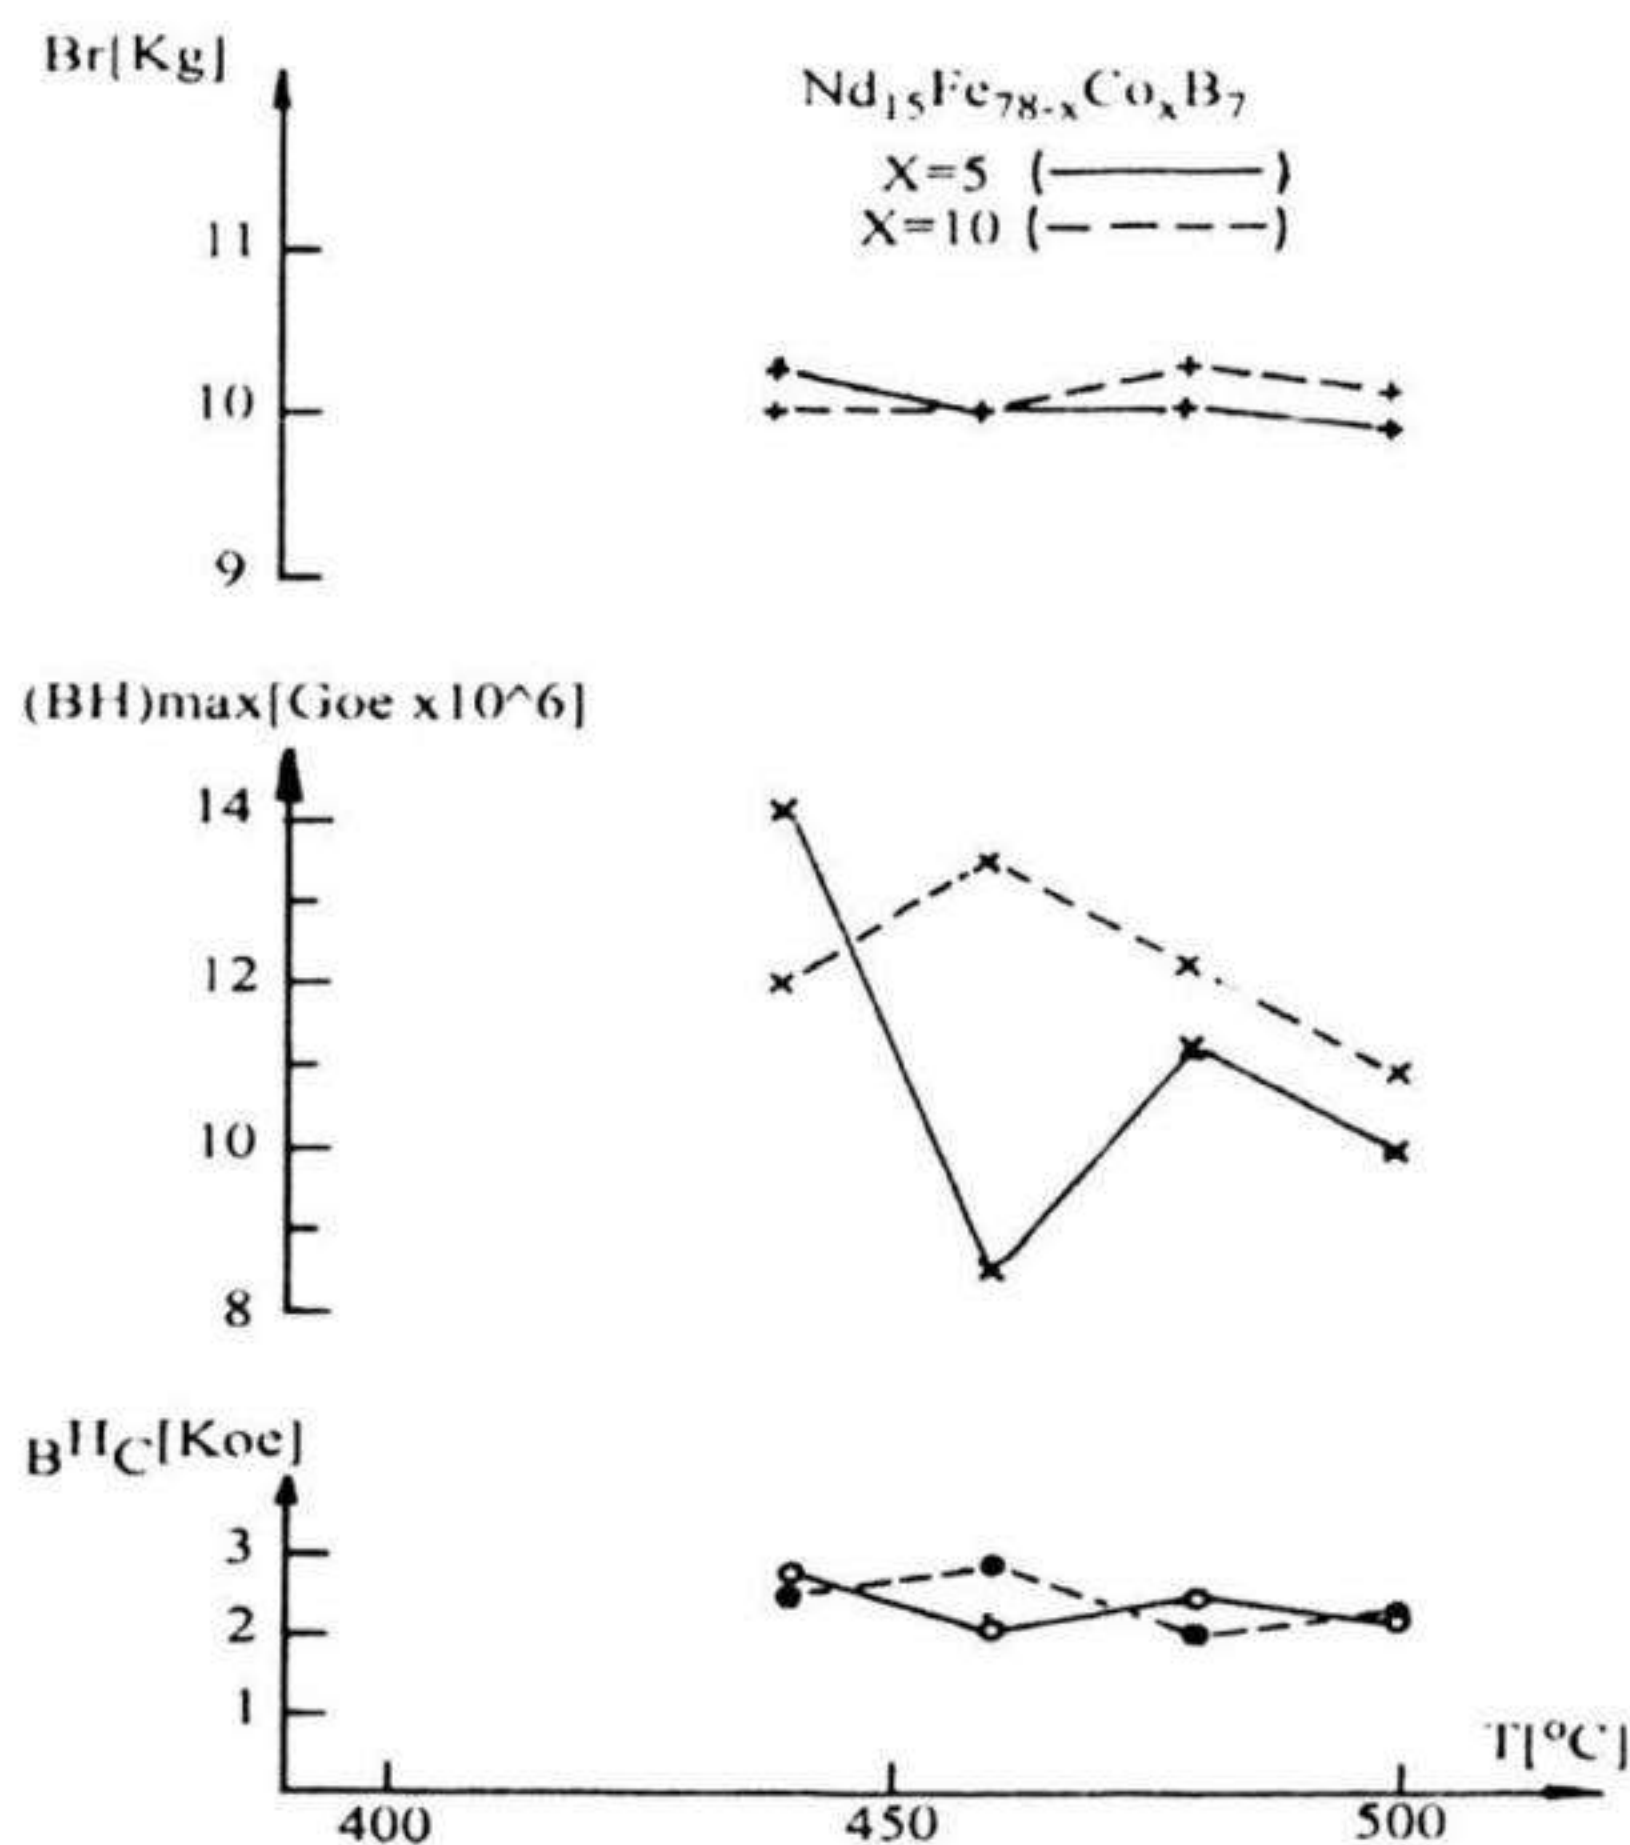 Br[Kg]
Nd₁₅Fe₇₈₋ₓCoₓB₇
X=5 (———)
X=10 (— — — —)
11
10
9
(BH)max[Goe x10^6]
14
12
10
8
BHC[Koe]
3
2
1
T[°C]
400 450 500